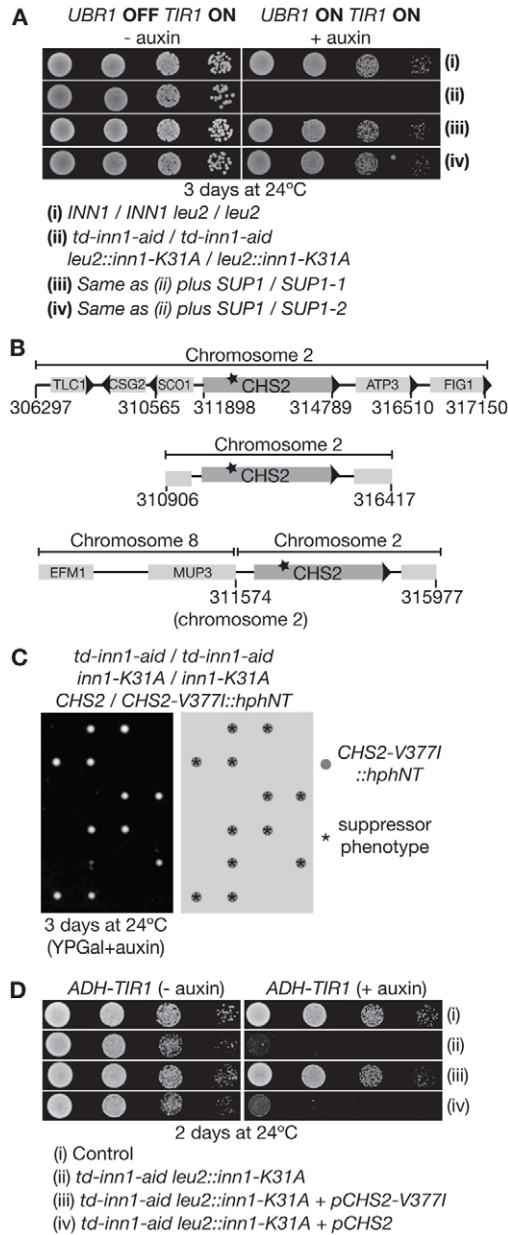 A
UBR1 OFF TIR1 ON
- auxin
UBR1 ON TIR1 ON
+ auxin
(i)
(ii)
(iii)
(iv)
3 days at 24ºC
(i) INN1 / INN1 leu2 / leu2
(ii) td-inn1-aid / td-inn1-aid
leu2::inn1-K31A / leu2::inn1-K31A
(iii) Same as (ii) plus SUP1 / SUP1-1
(iv) Same as (ii) plus SUP1 / SUP1-2
B
Chromosome 2
TLC1 CSG2 SCO1 CHS2 ATP3 FIG1
306297 310565 311898 314789 316510 317150
Chromosome 2
CHS2
310906 316417
Chromosome 8 Chromosome 2
EFM1 MUP3 CHS2
311574 315977
(chromosome 2)
C
td-inn1-aid / td-inn1-aid
inn1-K31A / inn1-K31A
CHS2 / CHS2-V377I::hphNT
CHS2-V377I
::hphNT
* suppressor
phenotype
3 days at 24ºC
(YPGal+auxin)
D
ADH-TIR1 (- auxin) ADH-TIR1 (+ auxin)
(i)
(ii)
(iii)
(iv)
2 days at 24ºC
(i) Control
(ii) td-inn1-aid leu2::inn1-K31A
(iii) td-inn1-aid leu2::inn1-K31A + pCHS2-V377I
(iv) td-inn1-aid leu2::inn1-K31A + pCHS2